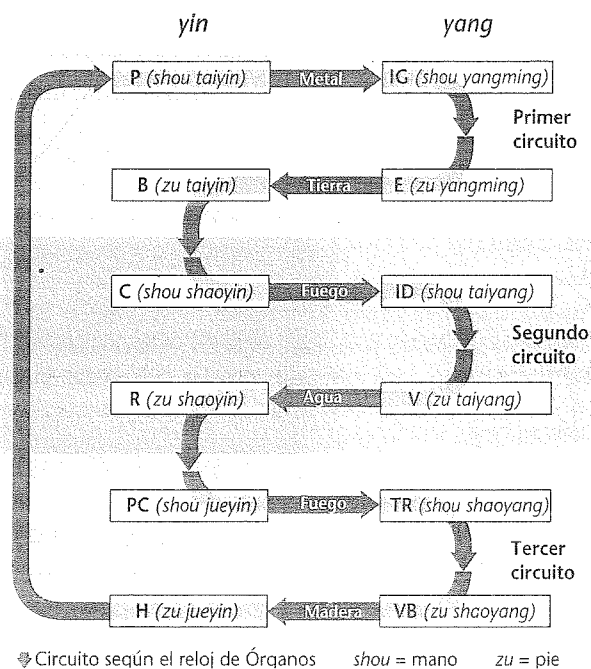 yin yang
P (shou taiyin) Metal IG (shou yangming)
Primer
circuito
B (zu taiyin) Tierra E (zu yangming)
C (shou shaoyin) Fuego ID (shou taiyang)
Segundo
circuito
R (zu shaoyin) Agua V (zu taiyang)
PC (shou jueyin) Fuego TR (shou shaoyang)
Tercer
circuito
H (zu jueyin) Madera VB (zu shaoyang)
Circuito según el reloj de Órganos shou = mano zu = pie